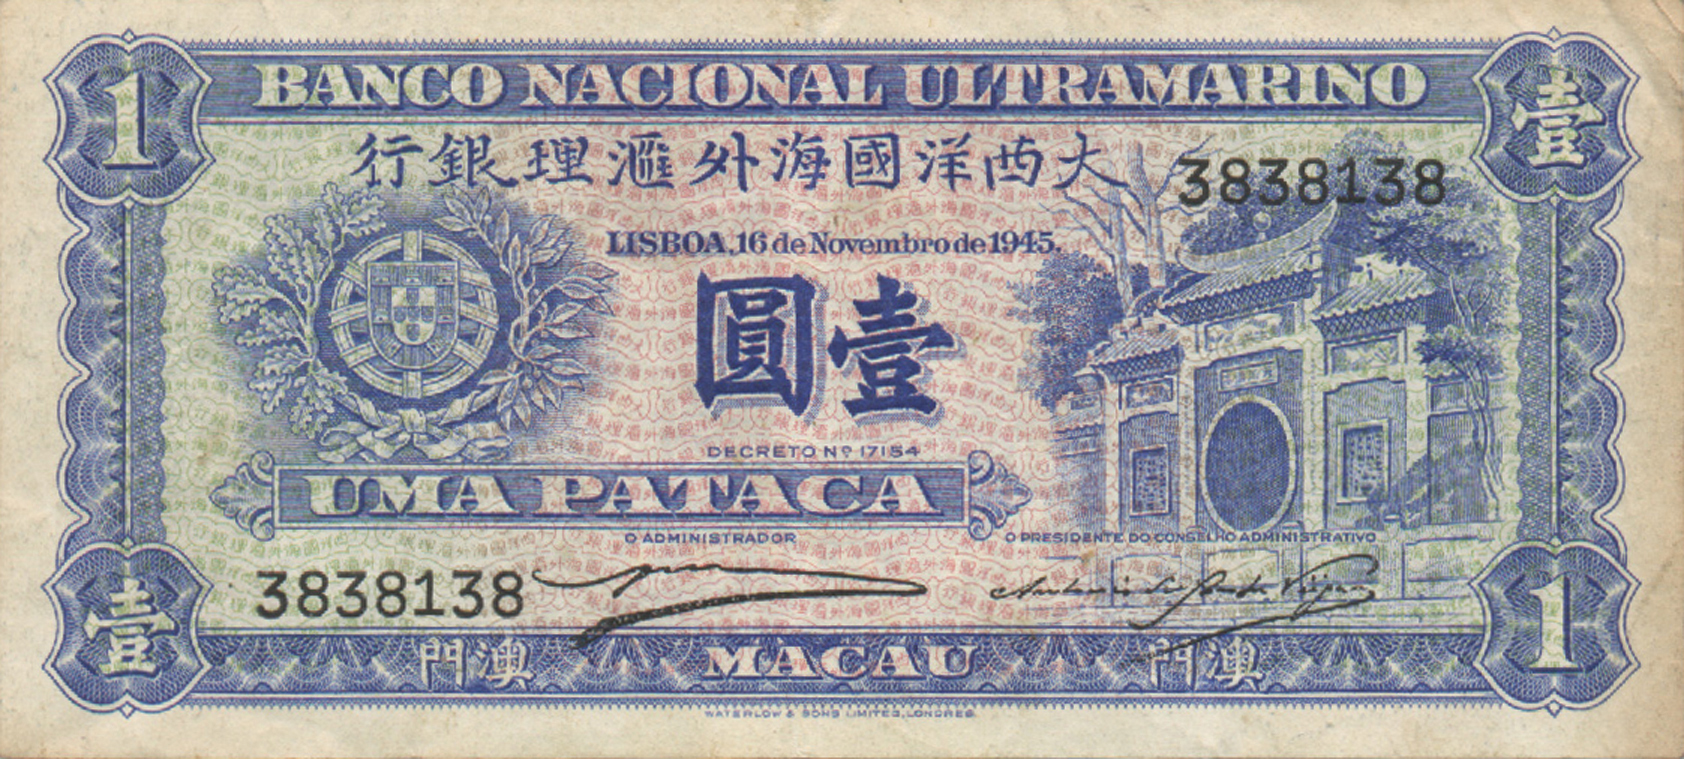 1
BANCO NACIONAL ULTRAMARINO
壹
行銀理滙外海國洋西大
3838138
LISBOA, 16 de Novembro de 1945.
圓壹
DECRETO Nº 17154
UMA PATACA
O ADMINISTRADOR
O PRESIDENTE DO CONSELHO ADMINISTRATIVO
3838138
壹
門澳
MACAU
門澳
1
WATERLOW & SONS LIMITED, LONDRES